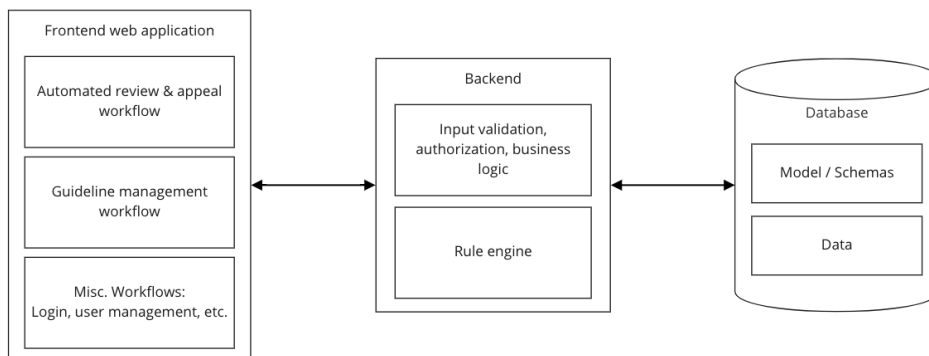 Frontend web application
Automated review & appeal
workflow
Guideline management
workflow
Misc. Workflows:
Login, user management, etc.
Backend
Input validation,
authorization, business
logic
Rule engine
Database
Model / Schemas
Data